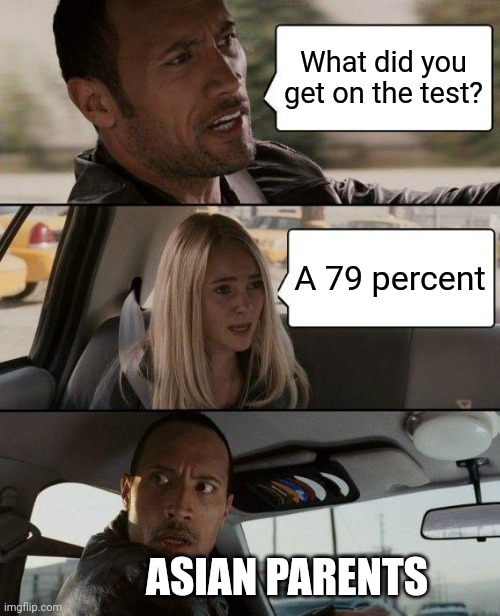 What did you
get on the test?
A 79 percent
ASIAN PARENTS
imgflip.com